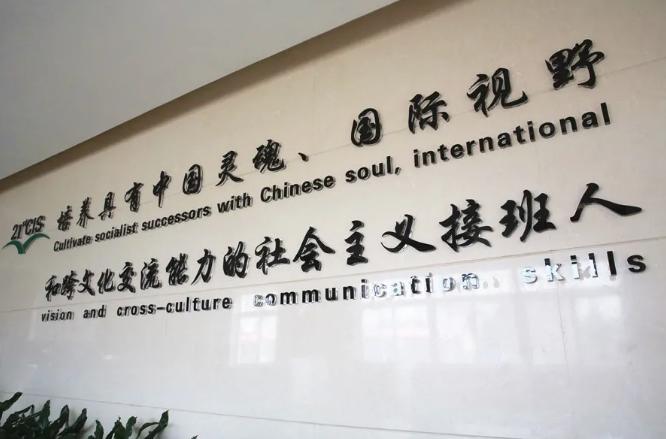 21stCIS
培养具有中国灵魂、国际视野
Cultivate socialist successors with Chinese soul, international
和跨文化交流能力的社会主义接班人
vision and cross-culture communication skills